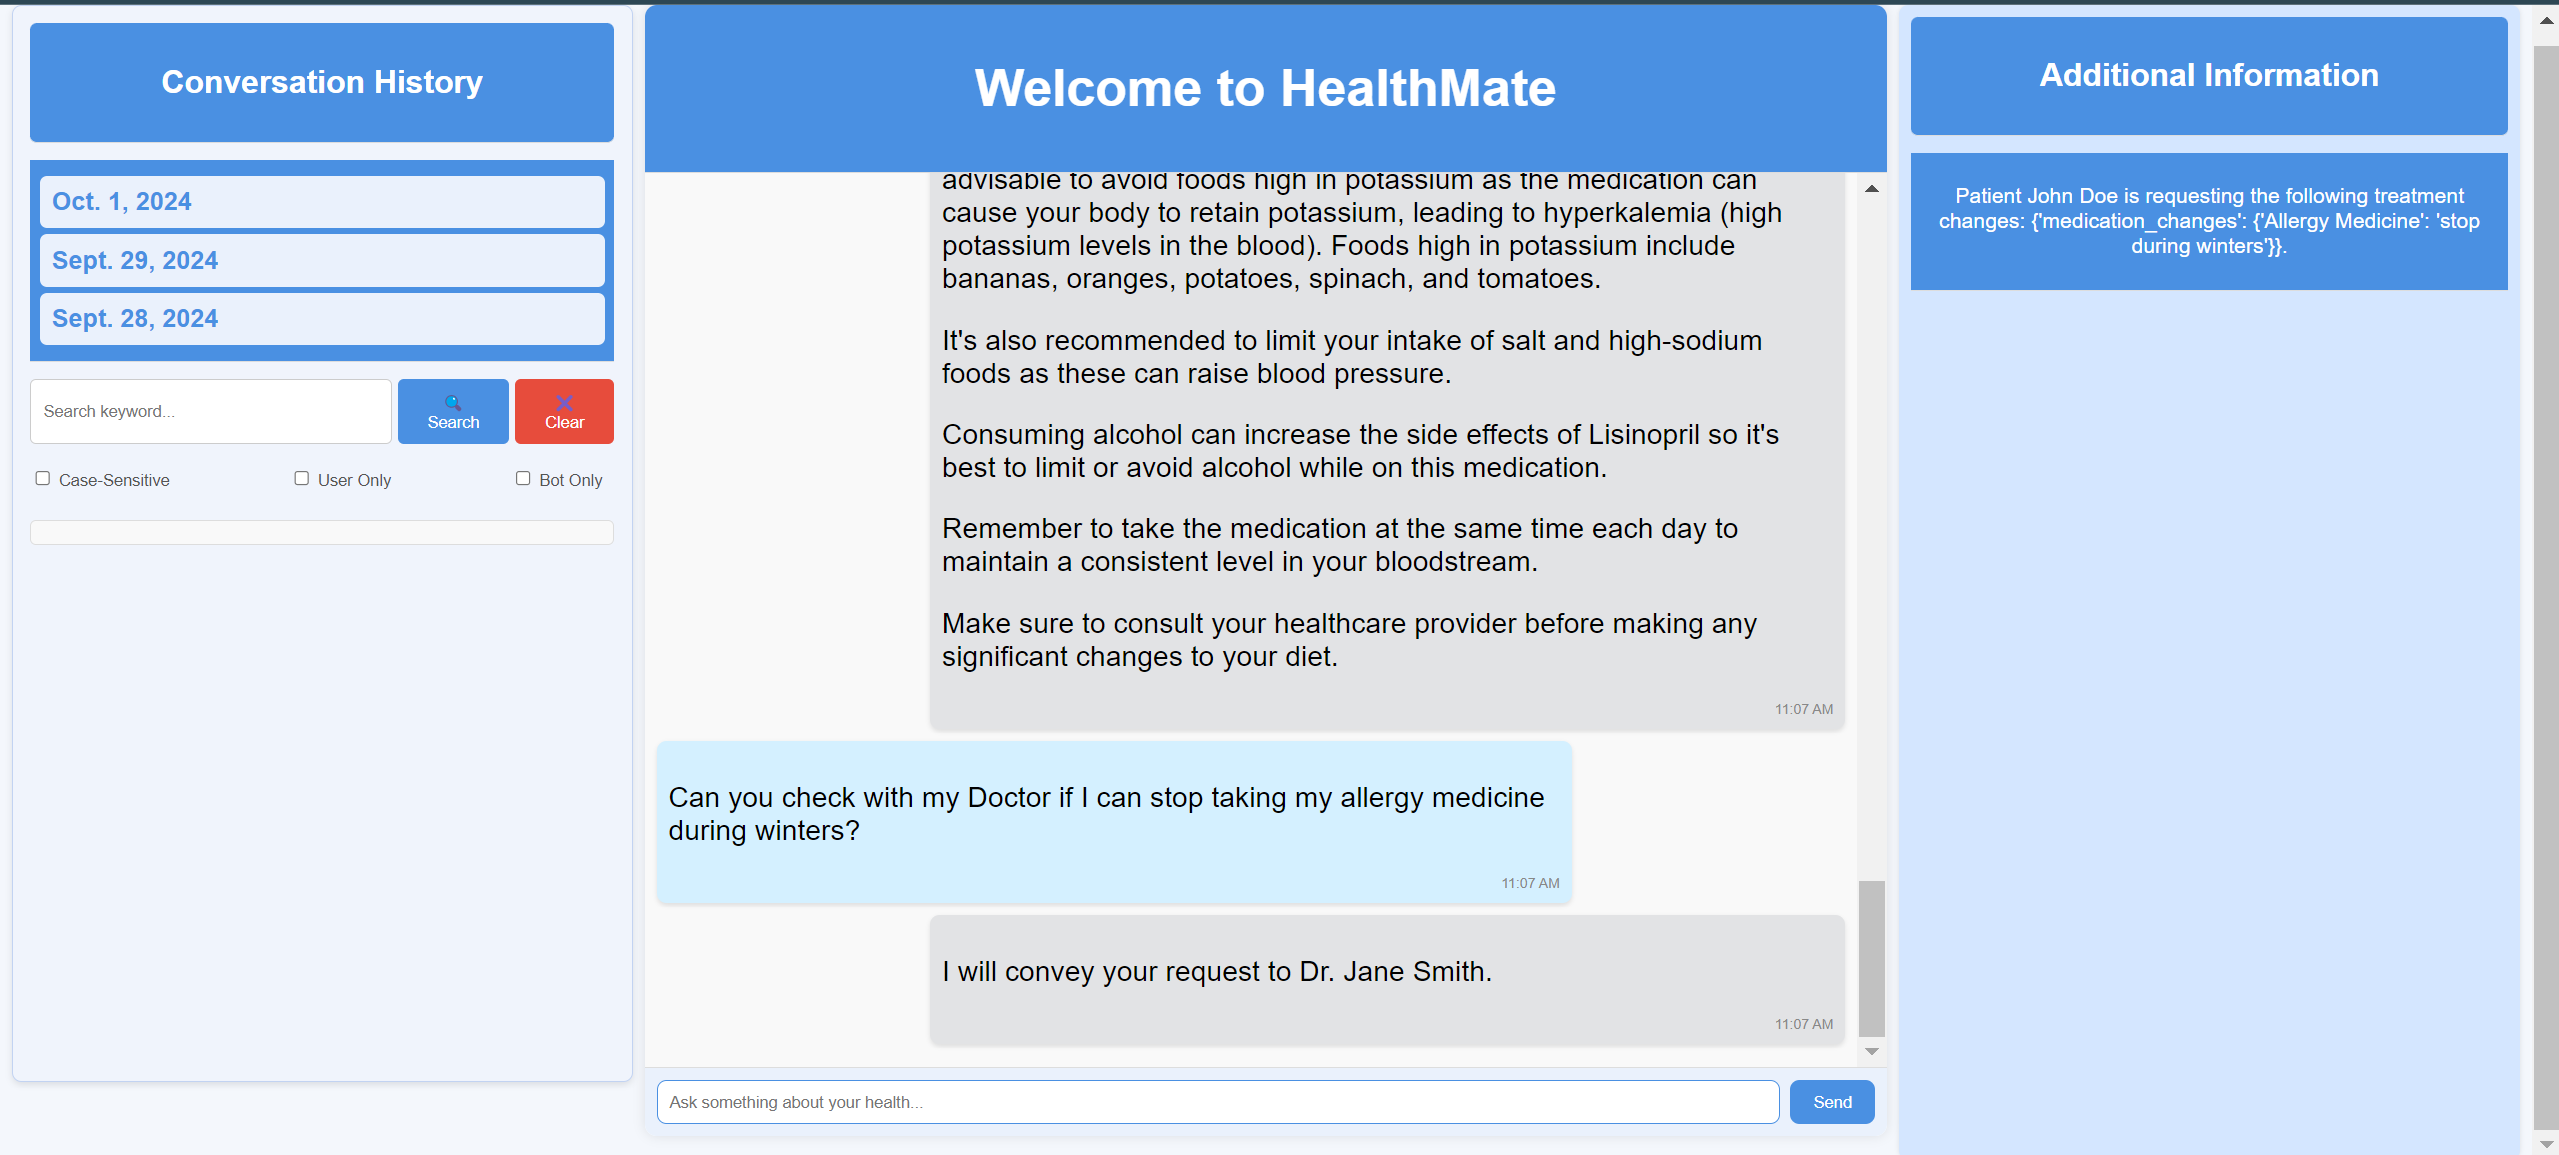 Conversation History
Oct. 1, 2024
Sept. 29, 2024
Sept. 28, 2024
Search keyword...
Search
Clear
Case-Sensitive
User Only
Bot Only
Welcome to HealthMate
advisable to avoid foods high in potassium as the medication can
cause your body to retain potassium, leading to hyperkalemia (high
potassium levels in the blood). Foods high in potassium include
bananas, oranges, potatoes, spinach, and tomatoes.
It's also recommended to limit your intake of salt and high-sodium
foods as these can raise blood pressure.
Consuming alcohol can increase the side effects of Lisinopril so it's
best to limit or avoid alcohol while on this medication.
Remember to take the medication at the same time each day to
maintain a consistent level in your bloodstream.
Make sure to consult your healthcare provider before making any
significant changes to your diet.
11:07 AM
Can you check with my Doctor if I can stop taking my allergy medicine
during winters?
11:07 AM
I will convey your request to Dr. Jane Smith.
11:07 AM
Ask something about your health...
Send
Additional Information
Patient John Doe is requesting the following treatment
changes: {'medication_changes': {'Allergy Medicine': 'stop
during winters'}}.